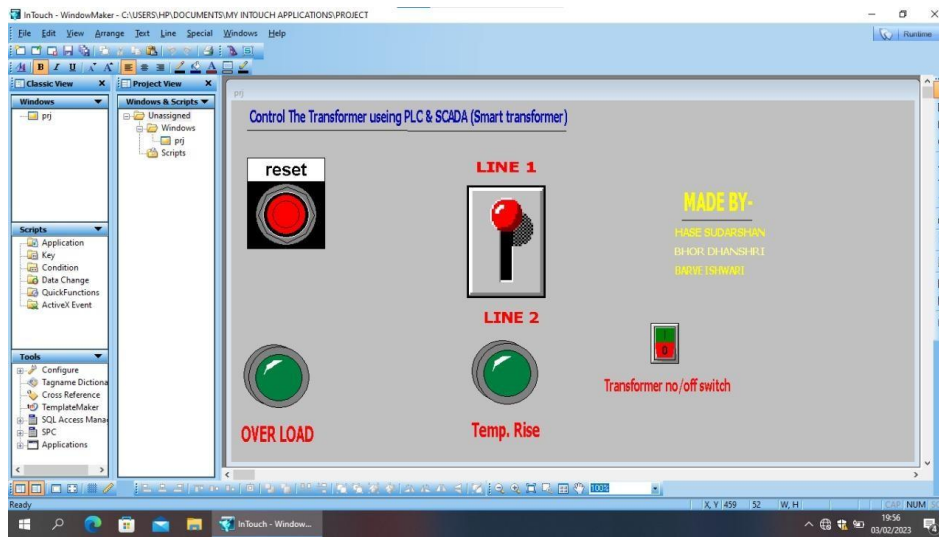 InTouch - WindowMaker - C:\USERS\HP\DOCUMENTS\MY INTOUCH APPLICATIONS\PROJECT
File Edit View Arrange Text Line Special Windows Help
Runtime
Classic View X
Project View X
Windows
prj
Windows & Scripts
Unassigned
Windows
prj
Scripts
Scripts
Application
Key
Condition
Data Change
QuickFunctions
ActiveX Event
Tools
Configure
Tagname Dictiona
Cross Reference
TemplateMaker
SQL Access Mana
SPC
Applications
prj
Control The Transformer useing PLC & SCADA (Smart transformer)
reset
LINE 1
LINE 2
MADE BY-
HASE SUDARSHAN
BHOR DHANSHRI
BARVE ISHWARI
I
0
Transformer no/off switch
OVER LOAD
Temp. Rise
100%
Ready
X, Y 459 52 W, H
CAP NUM
InTouch - Window...
19:56
03/02/2023